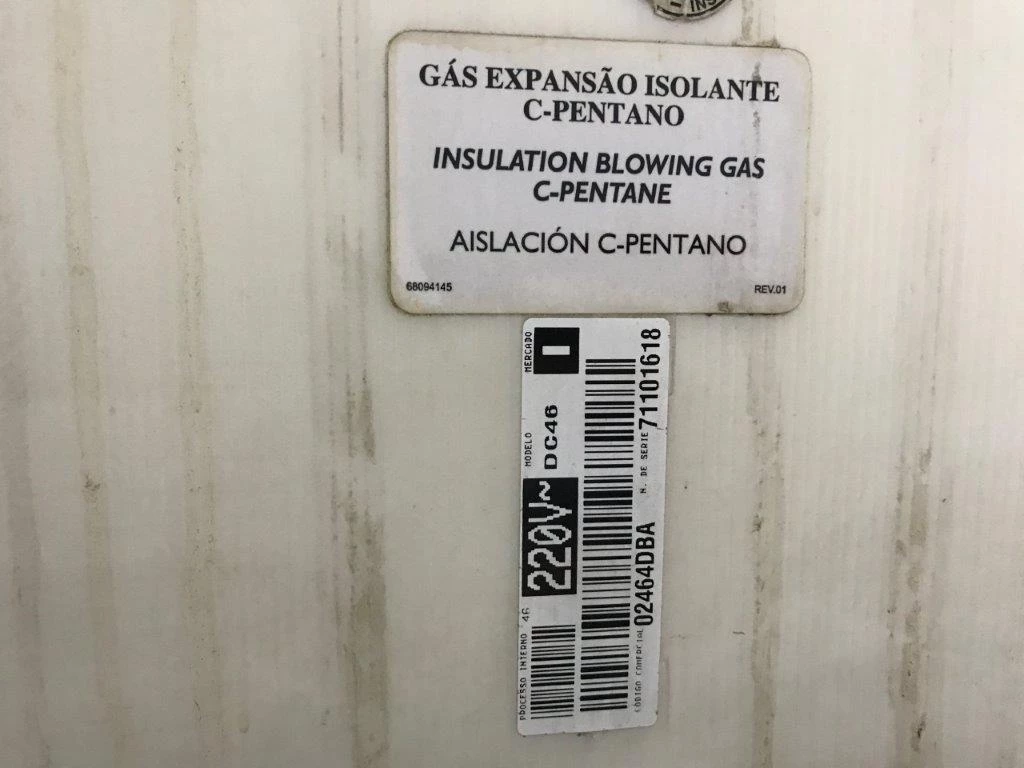 INS
GÁS EXPANSÃO ISOLANTE
C-PENTANO
INSULATION BLOWING GAS
C-PENTANE
AISLACIÓN C-PENTANO
68094145 REV.01
PROCESSO INTERNO 46 220V~ MODELO DC46 MERCADO I
CÓDIGO COMERCIAL 02464DBA N. DE SERIE 71101618